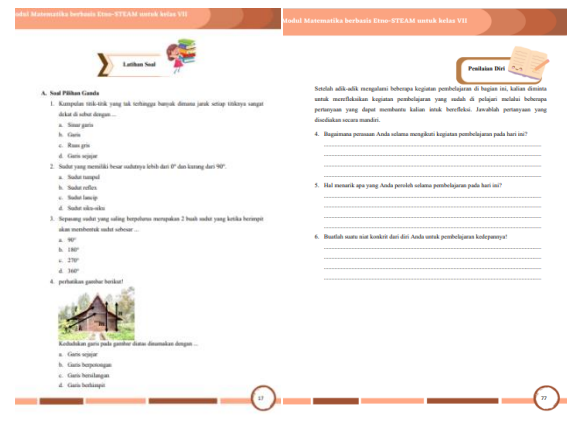 odul Matematika berbasis Etno-STEAM untuk kelas VII
Latihan Soal
A. Soal Pilihan Ganda
1. Kumpulan titik-titik yang tak terhingga banyak dimana jarak setiap titiknya sangat
dekat di sebut dengan ...
a. Sinar garis
b. Garis
c. Ruas gris
d. Garis sejajar
2. Sudut yang memiliki besar sudutnya lebih dari 0° dan kurang dari 90°.
a. Sudut tumpul
b. Sudut reflex
c. Sudut lancip
d. Sudut siku-siku
3. Sepasang sudut yang saling berpelurus merupakan 2 buah sudut yang ketika berimpit
akan membentuk sudut sebesar ...
a. 90°
b. 180°
c. 270°
d. 360°
4. perhatikan gambar berikut!
Kedudukan garis pada gambar diatas dinamakan dengan ...
a. Garis sejajar
b. Garis berpotongan
c. Garis bersilangan
d. Garis berhimpit
Modul Matematika berbasis Etno-STEAM untuk kelas VII
Penilaian Diri
Setelah adik-adik mengalami beberapa kegiatan pembelajaran di bagian ini, kalian diminta
untuk merefleksikan kegiatan pembelajaran yang sudah di pelajari melalui beberapa
pertanyaan yang dapat membantu kalian intuk berefleksi. Jawablah pertanyaan yang
disediakan secara mandiri.
4. Bagaimana perasaan Anda selama mengikuti kegiatan pembelajaran pada hari ini?
5. Hal menarik apa yang Anda peroleh selama pembelajaran pada hari ini?
6. Buatlah suatu niat konkrit dari diri Anda untuk pembelajaran kedepannya!
77